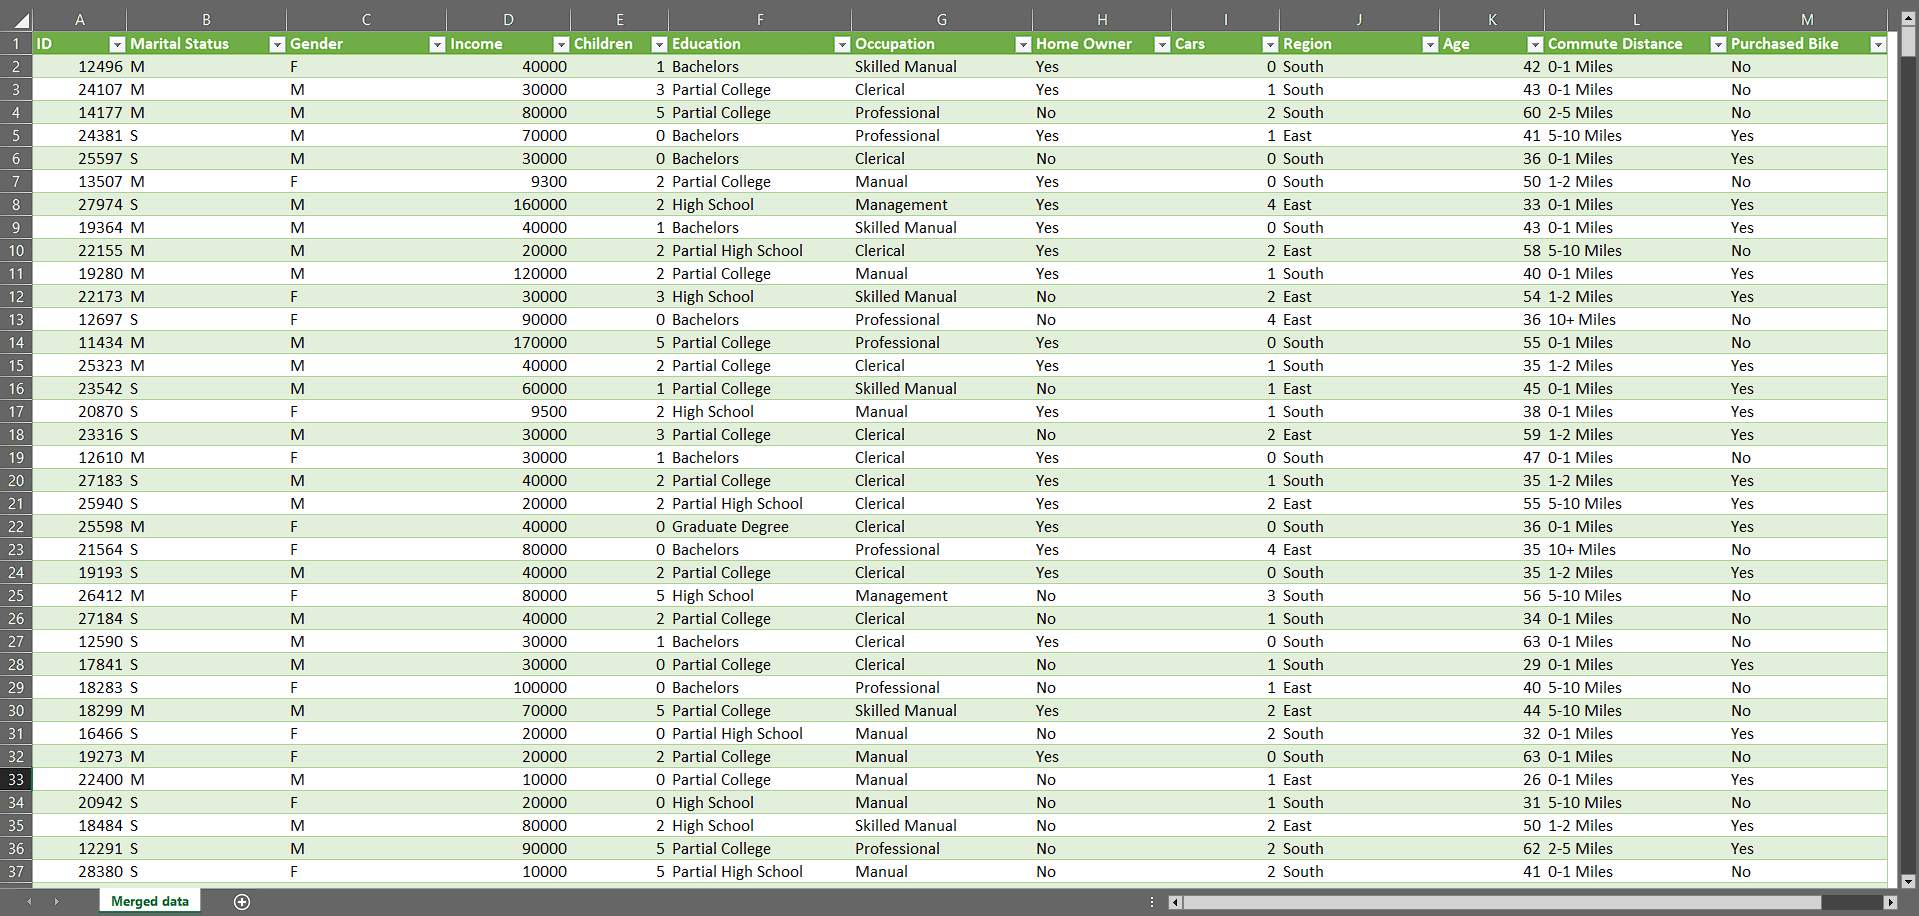 A B C D E F G H I J K L M
1 ID Marital Status Gender Income Children Education Occupation Home Owner Cars Region Age Commute Distance Purchased Bike
2 12496 M F 40000 1 Bachelors Skilled Manual Yes 0 South 42 0-1 Miles No
3 24107 M M 30000 3 Partial College Clerical Yes 1 South 43 0-1 Miles No
4 14177 M M 80000 5 Partial College Professional No 2 South 60 2-5 Miles No
5 24381 S M 70000 0 Bachelors Professional Yes 1 East 41 5-10 Miles Yes
6 25597 S M 30000 0 Bachelors Clerical No 0 South 36 0-1 Miles Yes
7 13507 M F 9300 2 Partial College Manual Yes 0 South 50 1-2 Miles No
8 27974 S M 160000 2 High School Management Yes 4 East 33 0-1 Miles Yes
9 19364 M M 40000 1 Bachelors Skilled Manual Yes 0 South 43 0-1 Miles Yes
10 22155 M M 20000 2 Partial High School Clerical Yes 2 East 58 5-10 Miles No
11 19280 M M 120000 2 Partial College Manual Yes 1 South 40 0-1 Miles Yes
12 22173 M F 30000 3 High School Skilled Manual No 2 East 54 1-2 Miles Yes
13 12697 S F 90000 0 Bachelors Professional No 4 East 36 10+ Miles No
14 11434 M M 170000 5 Partial College Professional Yes 0 South 55 0-1 Miles No
15 25323 M M 40000 2 Partial College Clerical Yes 1 South 35 1-2 Miles Yes
16 23542 S M 60000 1 Partial College Skilled Manual No 1 East 45 0-1 Miles Yes
17 20870 S F 9500 2 High School Manual Yes 1 South 38 0-1 Miles Yes
18 23316 S M 30000 3 Partial College Clerical No 2 East 59 1-2 Miles Yes
19 12610 M F 30000 1 Bachelors Clerical Yes 0 South 47 0-1 Miles No
20 27183 S M 40000 2 Partial College Clerical Yes 1 South 35 1-2 Miles Yes
21 25940 S M 20000 2 Partial High School Clerical Yes 2 East 55 5-10 Miles Yes
22 25598 M F 40000 0 Graduate Degree Clerical Yes 0 South 36 0-1 Miles Yes
23 21564 S F 80000 0 Bachelors Professional Yes 4 East 35 10+ Miles No
24 19193 S M 40000 2 Partial College Clerical Yes 0 South 35 1-2 Miles Yes
25 26412 M F 80000 5 High School Management No 3 South 56 5-10 Miles No
26 27184 S M 40000 2 Partial College Clerical No 1 South 34 0-1 Miles No
27 12590 S M 30000 1 Bachelors Clerical Yes 0 South 63 0-1 Miles No
28 17841 S M 30000 0 Partial College Clerical No 1 South 29 0-1 Miles Yes
29 18283 S F 100000 0 Bachelors Professional No 1 East 40 5-10 Miles No
30 18299 M M 70000 5 Partial College Skilled Manual Yes 2 East 44 5-10 Miles No
31 16466 S F 20000 0 Partial High School Manual No 2 South 32 0-1 Miles Yes
32 19273 M F 20000 2 Partial College Manual Yes 0 South 63 0-1 Miles No
33 22400 M M 10000 0 Partial College Manual No 1 East 26 0-1 Miles Yes
34 20942 S F 20000 0 High School Manual No 1 South 31 5-10 Miles No
35 18484 S M 80000 2 High School Skilled Manual No 2 East 50 1-2 Miles Yes
36 12291 S M 90000 5 Partial College Professional No 2 South 62 2-5 Miles Yes
37 28380 S F 10000 5 Partial High School Manual No 2 South 41 0-1 Miles No
Merged data